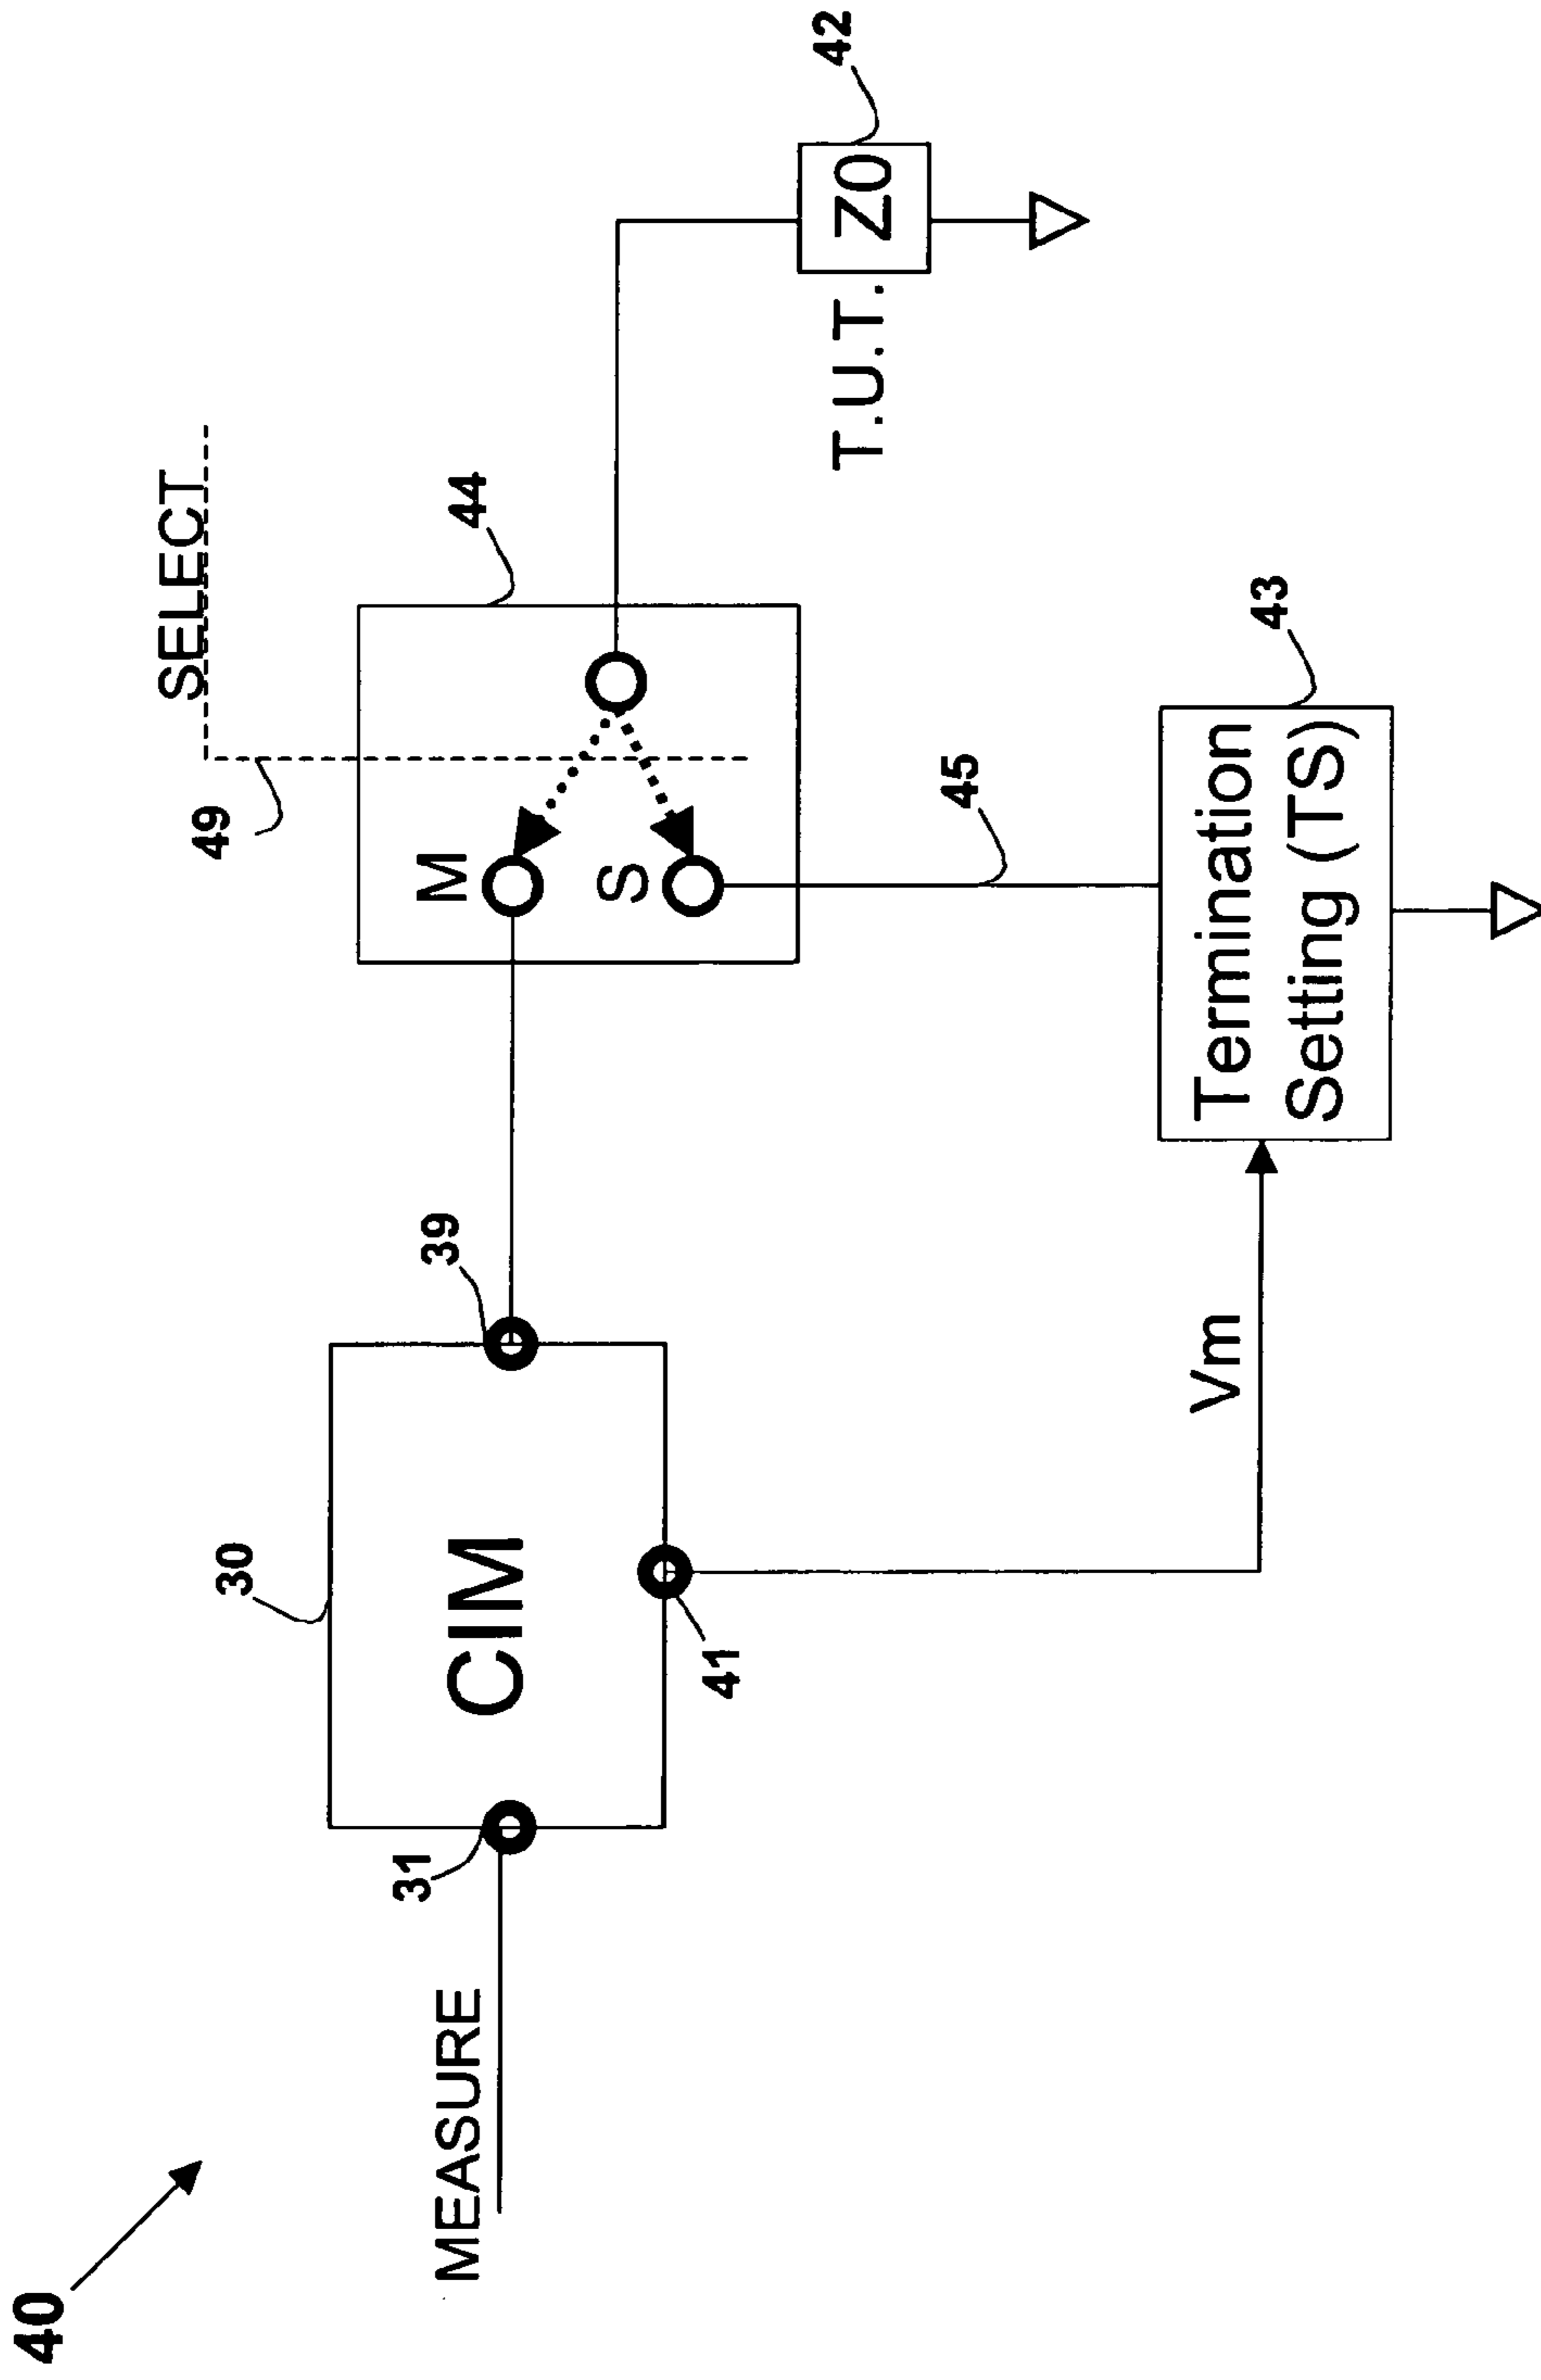 40
SELECT
49
44
30
39
M
31
CIM
S
42
MEASURE
41
45
Z0
T.U.T.
43
Vm
Termination
Setting (TS)